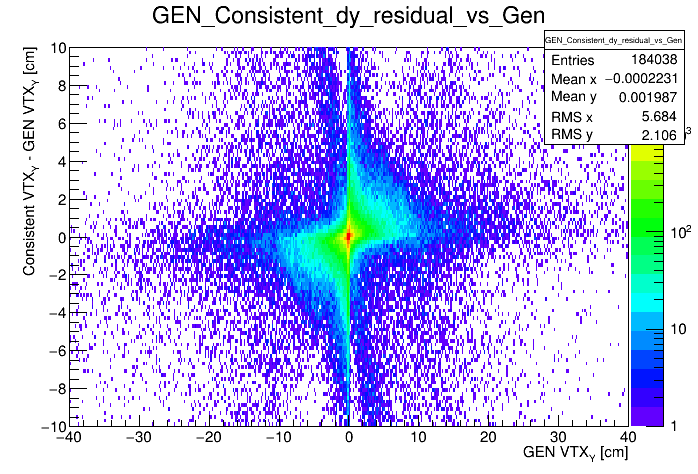 GEN_Consistent_dy_residual_vs_Gen
GEN_Consistent_dy_residual_vs_Gen
Entries 184038
Mean x −0.0002231
Mean y 0.001987
RMS x 5.684
RMS y 2.106
Consistent VTX_Y - GEN VTX_Y [cm]
10
8
6
4
2
0
−2
−4
−6
−8
−10
−40 −30 −20 −10 0 10 20 30 40
GEN VTX_Y [cm]
3
10²
10
1